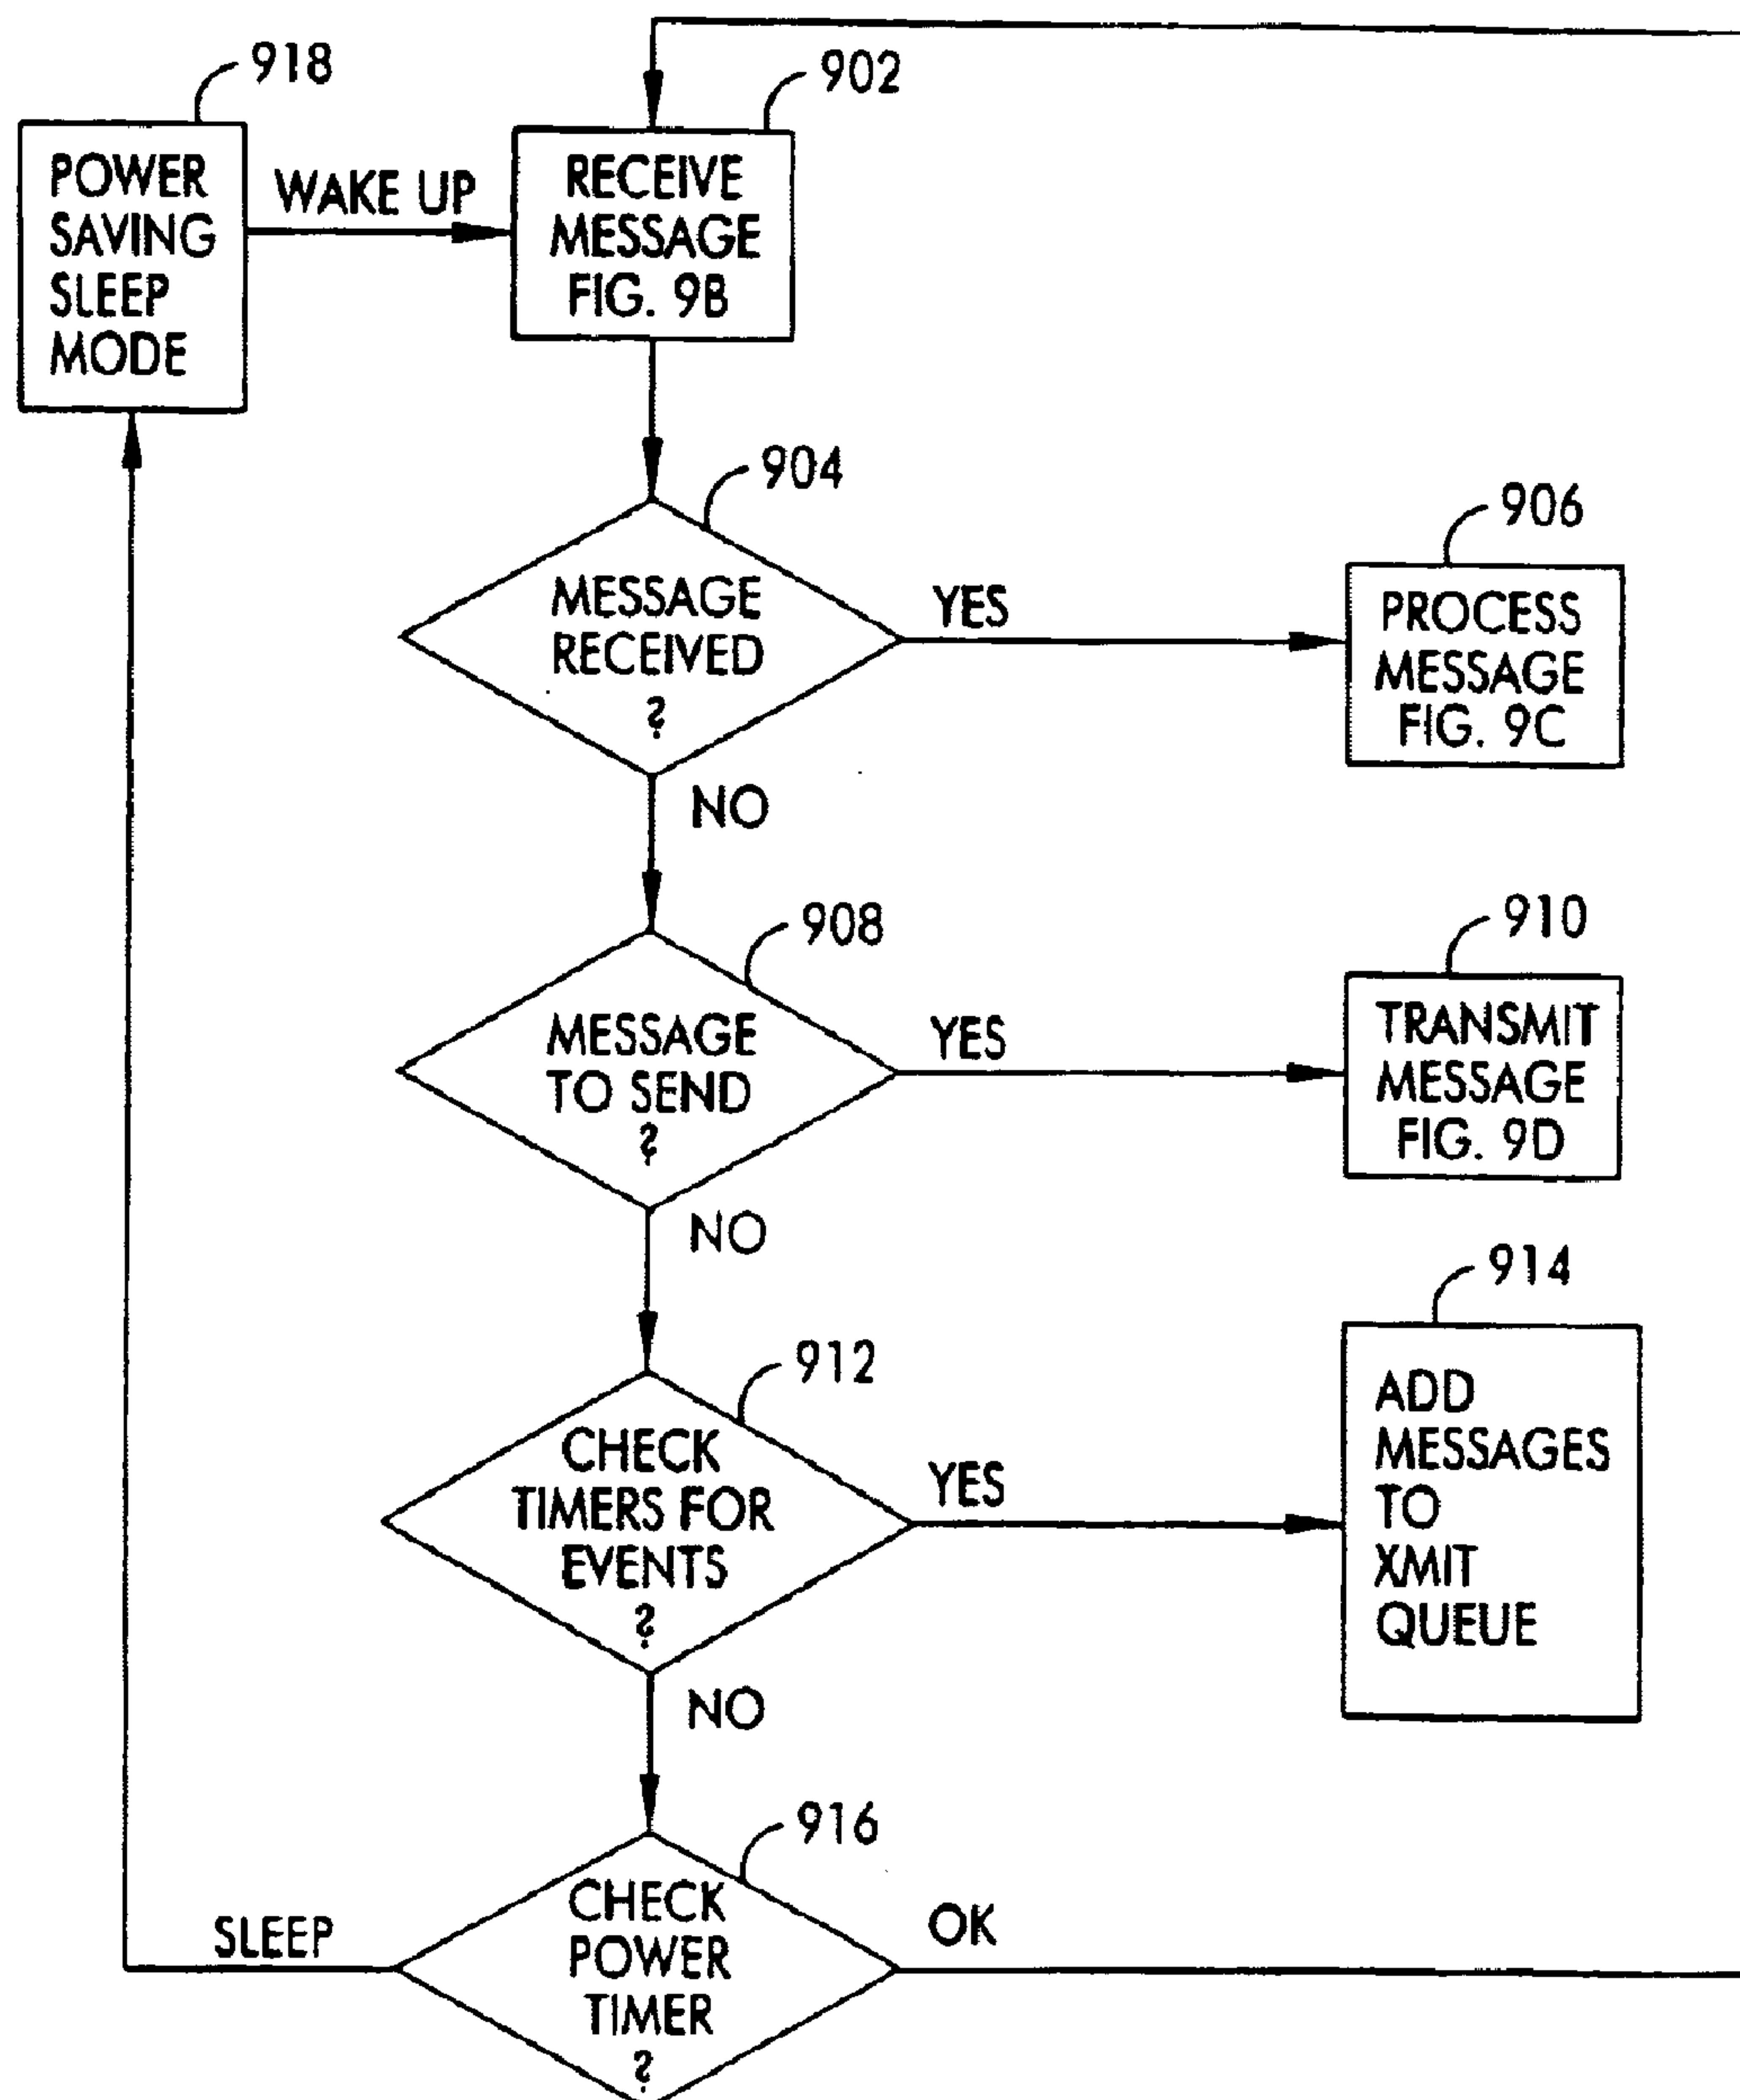 918
902
POWER
SAVING
SLEEP
MODE
WAKE UP
RECEIVE
MESSAGE
FIG. 9B
904
MESSAGE
RECEIVED
?
YES
NO
906
PROCESS
MESSAGE
FIG. 9C
908
MESSAGE
TO SEND
?
YES
NO
910
TRANSMIT
MESSAGE
FIG. 9D
912
CHECK
TIMERS FOR
EVENTS
?
YES
NO
914
ADD
MESSAGES
TO
XMIT
QUEUE
916
CHECK
POWER
TIMER
?
SLEEP
OK